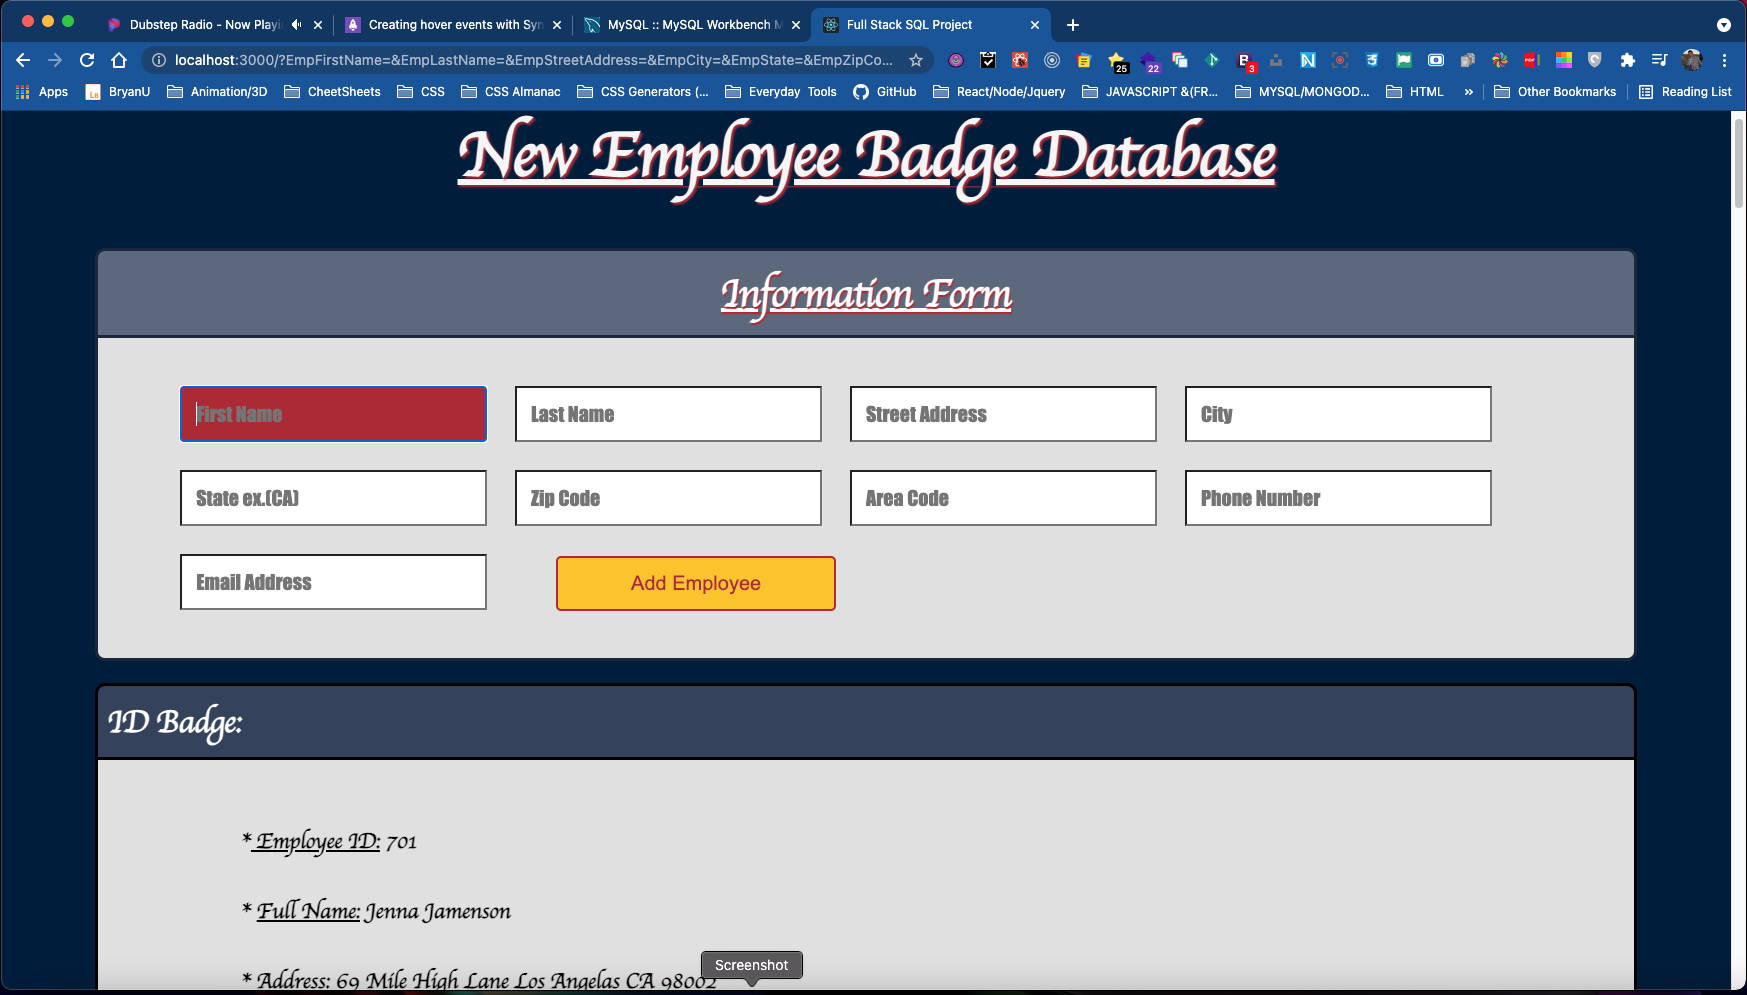 Dubstep Radio - Now Playi
Creating hover events with Syn
MySQL :: MySQL Workbench M
Full Stack SQL Project
localhost:3000/?EmpFirstName=&EmpLastName=&EmpStreetAddress=&EmpCity=&EmpState=&EmpZipCo...
25
22
3
Apps
BryanU
Animation/3D
CheetSheets
CSS
CSS Almanac
CSS Generators (...
Everyday Tools
GitHub
React/Node/Jquery
JAVASCRIPT &(FR...
MYSQL/MONGOD...
HTML
»
Other Bookmarks
Reading List
New Employee Badge Database
Information Form
First Name
Last Name
Street Address
City
State ex.(CA)
Zip Code
Area Code
Phone Number
Email Address
Add Employee
ID Badge:
* Employee ID: 701
* Full Name: Jenna Jamenson
* Address: 69 Mile High Lane Los Angelas CA 98002
Screenshot